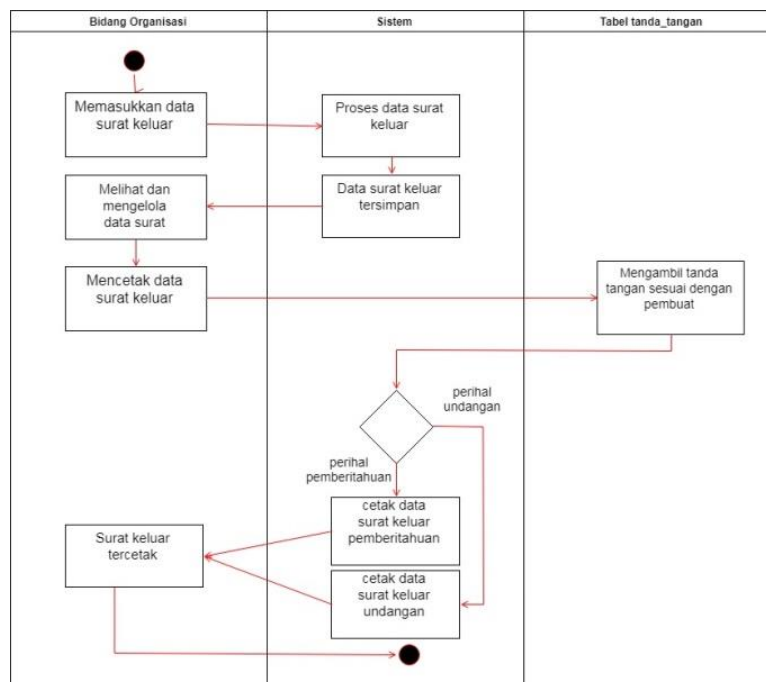 Bidang Organisasi
Sistem
Tabel tanda_tangan
Memasukkan data
surat keluar
Proses data surat
keluar
Melihat dan
mengelola
data surat
Data surat keluar
tersimpan
Mencetak data
surat keluar
Mengambil tanda
tangan sesuai dengan
pembuat
perihal
undangan
perihal
pemberitahuan
cetak data
surat keluar
pemberitahuan
Surat keluar
tercetak
cetak data
surat keluar
undangan